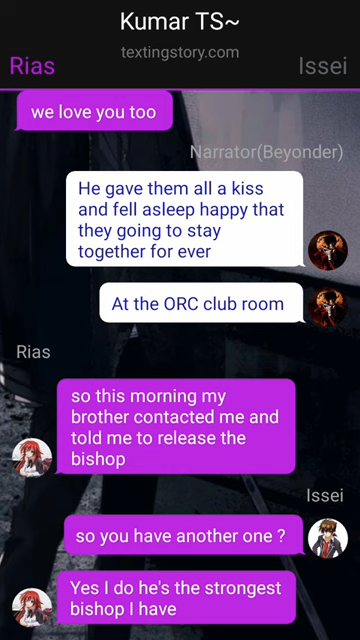 Kumar TS~
textingstory.com
Rias
Issei
we love you too
Narrator(Beyonder)
He gave them all a kiss
and fell asleep happy that
they going to stay
together for ever
At the ORC club room
Rias
so this morning my
brother contacted me and
told me to release the
bishop
Issei
so you have another one ?
Yes I do he's the strongest
bishop I have